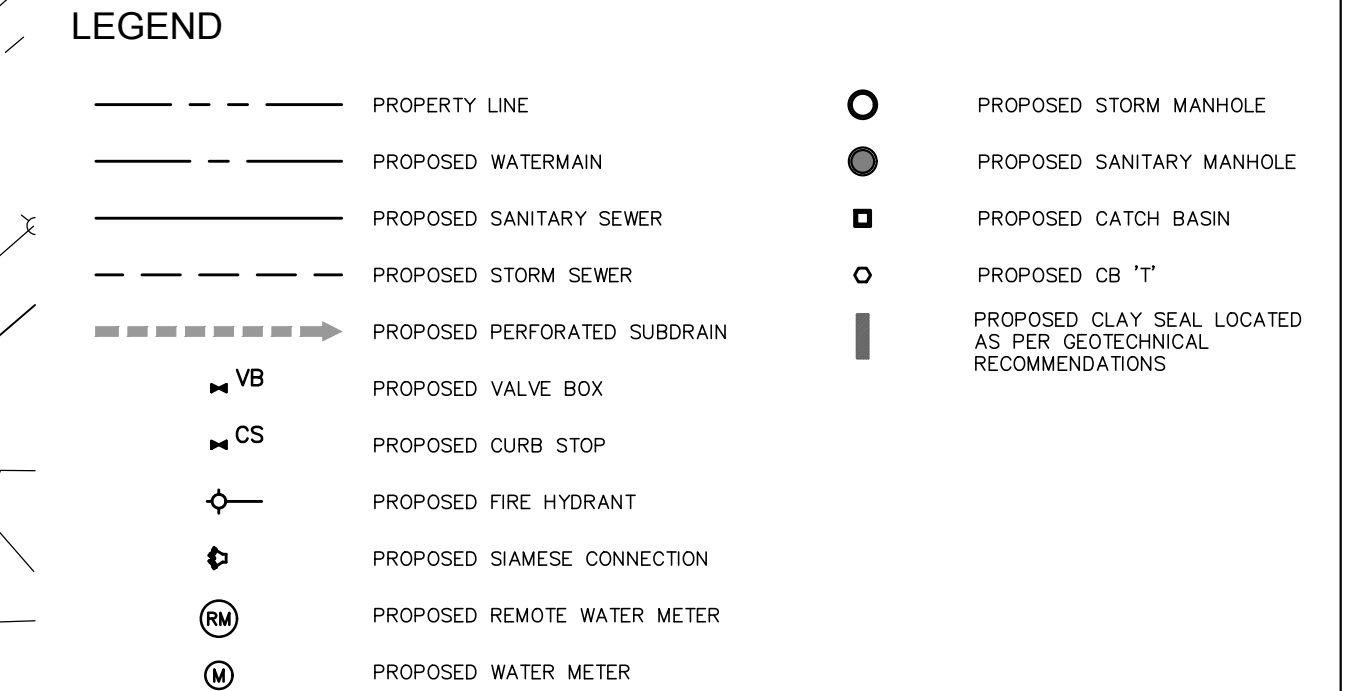 LEGEND
PROPERTY LINE
PROPOSED WATERMAIN
PROPOSED SANITARY SEWER
PROPOSED STORM SEWER
PROPOSED PERFORATED SUBDRAIN
VB PROPOSED VALVE BOX
CS PROPOSED CURB STOP
PROPOSED FIRE HYDRANT
PROPOSED SIAMESE CONNECTION
RM PROPOSED REMOTE WATER METER
M PROPOSED WATER METER
PROPOSED STORM MANHOLE
PROPOSED SANITARY MANHOLE
PROPOSED CATCH BASIN
PROPOSED CB 'T'
PROPOSED CLAY SEAL LOCATED
AS PER GEOTECHNICAL
RECOMMENDATIONS